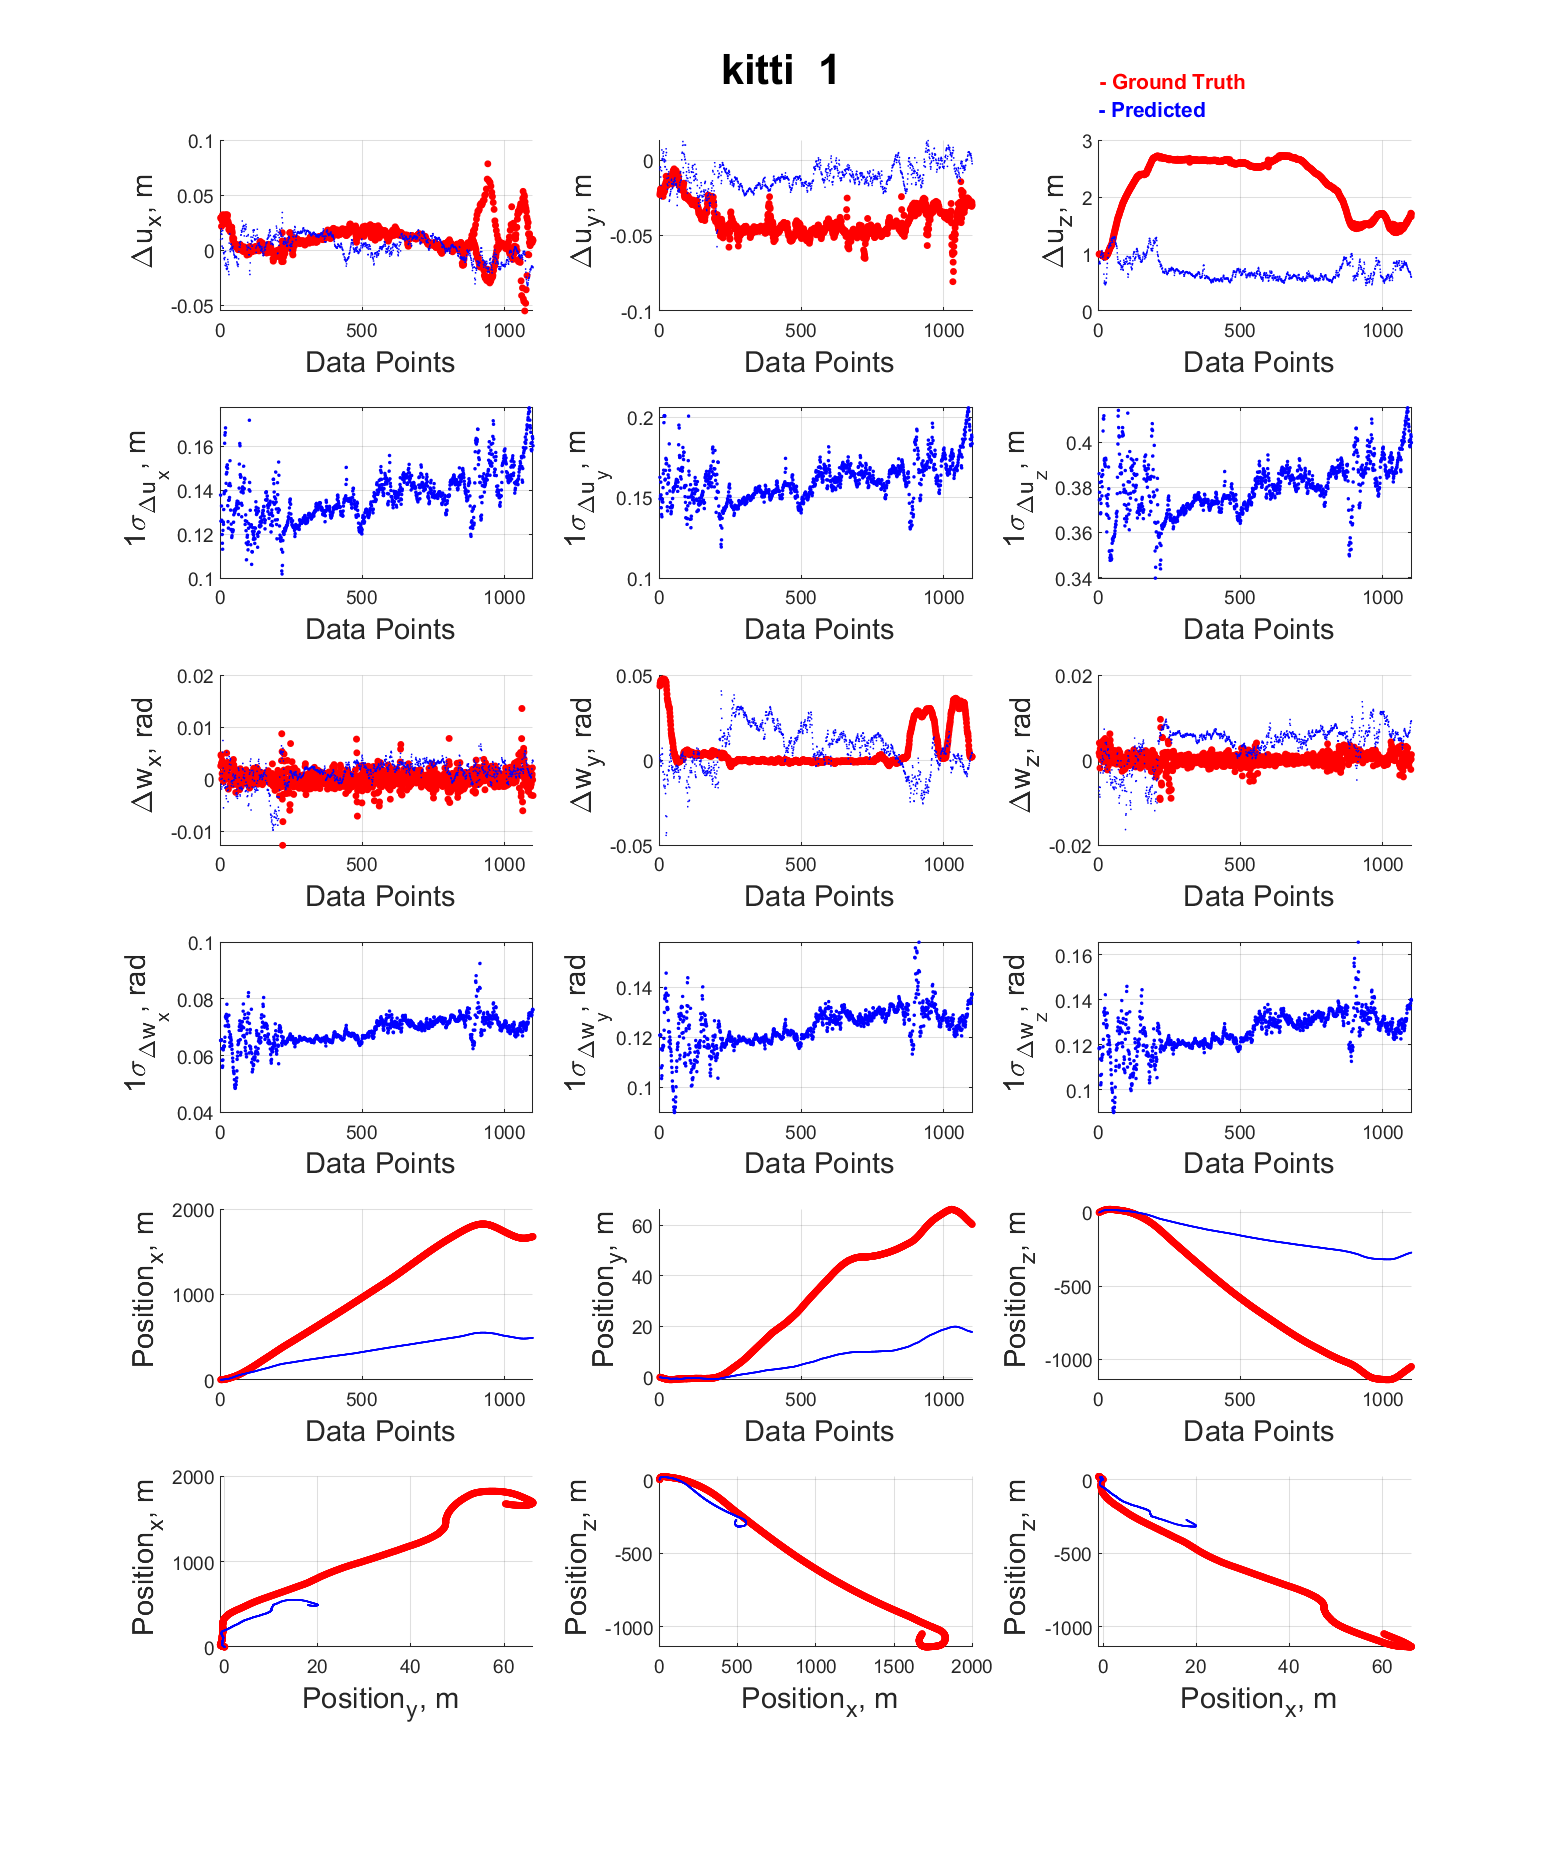 kitti 1
- Ground Truth
- Predicted
0.1
0.05
0
-0.05
Δu_x, m
0 500 1000
Data Points
0
-0.05
-0.1
Δu_y, m
0 500 1000
Data Points
3
2
1
0
Δu_z, m
0 500 1000
Data Points
0.16
0.14
0.12
0.1
1σ_Δu_x, m
0 500 1000
Data Points
0.2
0.15
0.1
1σ_Δu_y, m
0 500 1000
Data Points
0.4
0.38
0.36
0.34
1σ_Δu_z, m
0 500 1000
Data Points
0.02
0.01
0
-0.01
Δw_x, rad
0 500 1000
Data Points
0.05
0
-0.05
Δw_y, rad
0 500 1000
Data Points
0.02
0
-0.02
Δw_z, rad
0 500 1000
Data Points
0.1
0.08
0.06
0.04
1σ_Δw_x, rad
0 500 1000
Data Points
0.14
0.12
0.1
1σ_Δw_y, rad
0 500 1000
Data Points
0.16
0.14
0.12
0.1
1σ_Δw_z, rad
0 500 1000
Data Points
2000
1000
0
Position_x, m
0 500 1000
Data Points
60
40
20
0
Position_y, m
0 500 1000
Data Points
0
-500
-1000
Position_z, m
0 500 1000
Data Points
2000
1000
0
Position_x, m
0 20 40 60
Position_y, m
0
-500
-1000
Position_z, m
0 500 1000 1500 2000
Position_x, m
0
-500
-1000
Position_z, m
0 20 40 60
Position_x, m